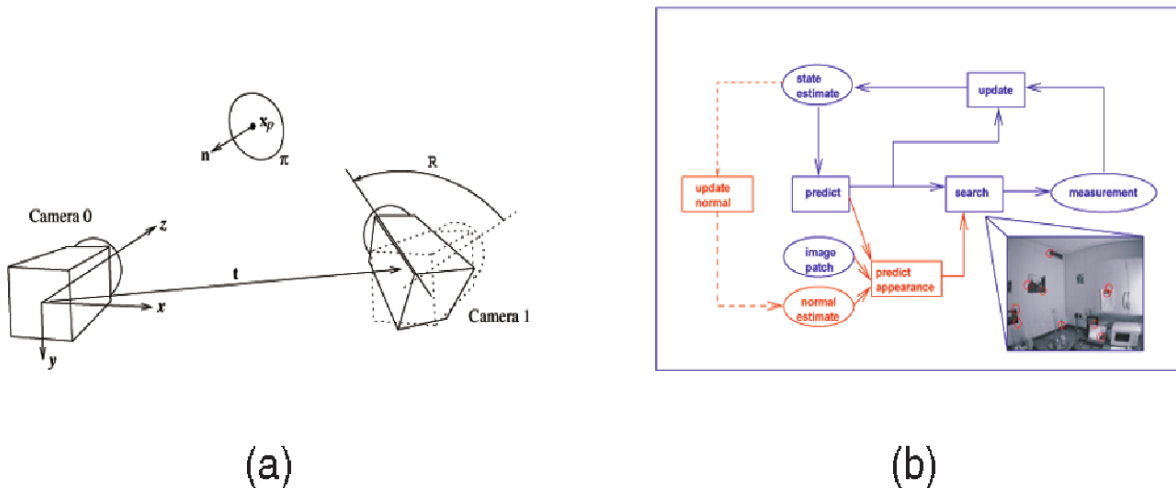 x_p
n
π
R
Camera 0
z
t
x
Camera 1
y
(a)
state
estimate
update
update
normal
predict
search
measurement
image
patch
predict
appearance
normal
estimate
(b)